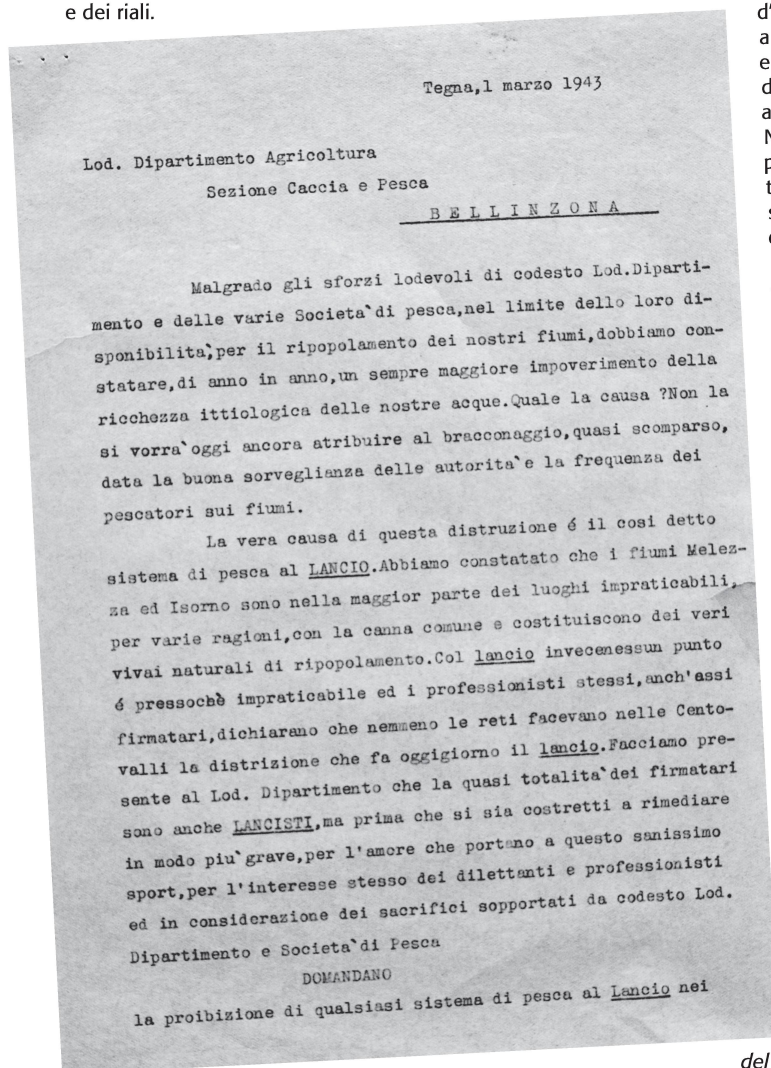 e dei riali.
Tegna,1 marzo 1943
Lod. Dipartimento Agricoltura
Sezione Caccia e Pesca
B E L L I N Z O N A
Malgrado gli sforzi lodevoli di codesto Lod.Diparti-
mento e delle varie Societa`di pesca,nel limite dello loro di-
sponibilita`,per il ripopolamento dei nostri fiumi,dobbiamo con-
statare,di anno in anno,un sempre maggiore impoverimento della
ricchezza ittiologica delle nostre acque.Quale la causa ?Non la
si vorra`oggi ancora atribuire al bracconaggio,quasi scomparso,
data la buona sorveglianza delle autorita`e la frequenza dei
pescatori sui fiumi.
La vera causa di questa distruzione é il cosi detto
sistema di pesca al LANCIO.Abbiamo constatato che i fiumi Melez-
za ed Isorno sono nella maggior parte dei luoghi impraticabili,
per varie ragioni,con la canna comune e costituiscono dei veri
vivai naturali di ripopolamento.Col lancio invecenessun punto
é pressochè impraticabile ed i professionisti stessi,anch'assi
firmatari,dichiarano che nemmeno le reti facevano nelle Cento-
valli la distrizione che fa oggigiorno il lancio.Facciamo pre-
sente al Lod. Dipartimento che la quasi totalita`dei firmatari
sono anche LANCISTI,ma prima che si sia costretti a rimediare
in modo piu`grave,per l'amore che portano a questo sanissimo
sport,per l'interesse stesso dei dilettanti e professionisti
ed in considerazione dei sacrifici sopportati da codesto Lod.
Dipartimento e Societa`di Pesca
DOMANDANO
la proibizione di qualsiasi sistema di pesca al Lancio nei
del